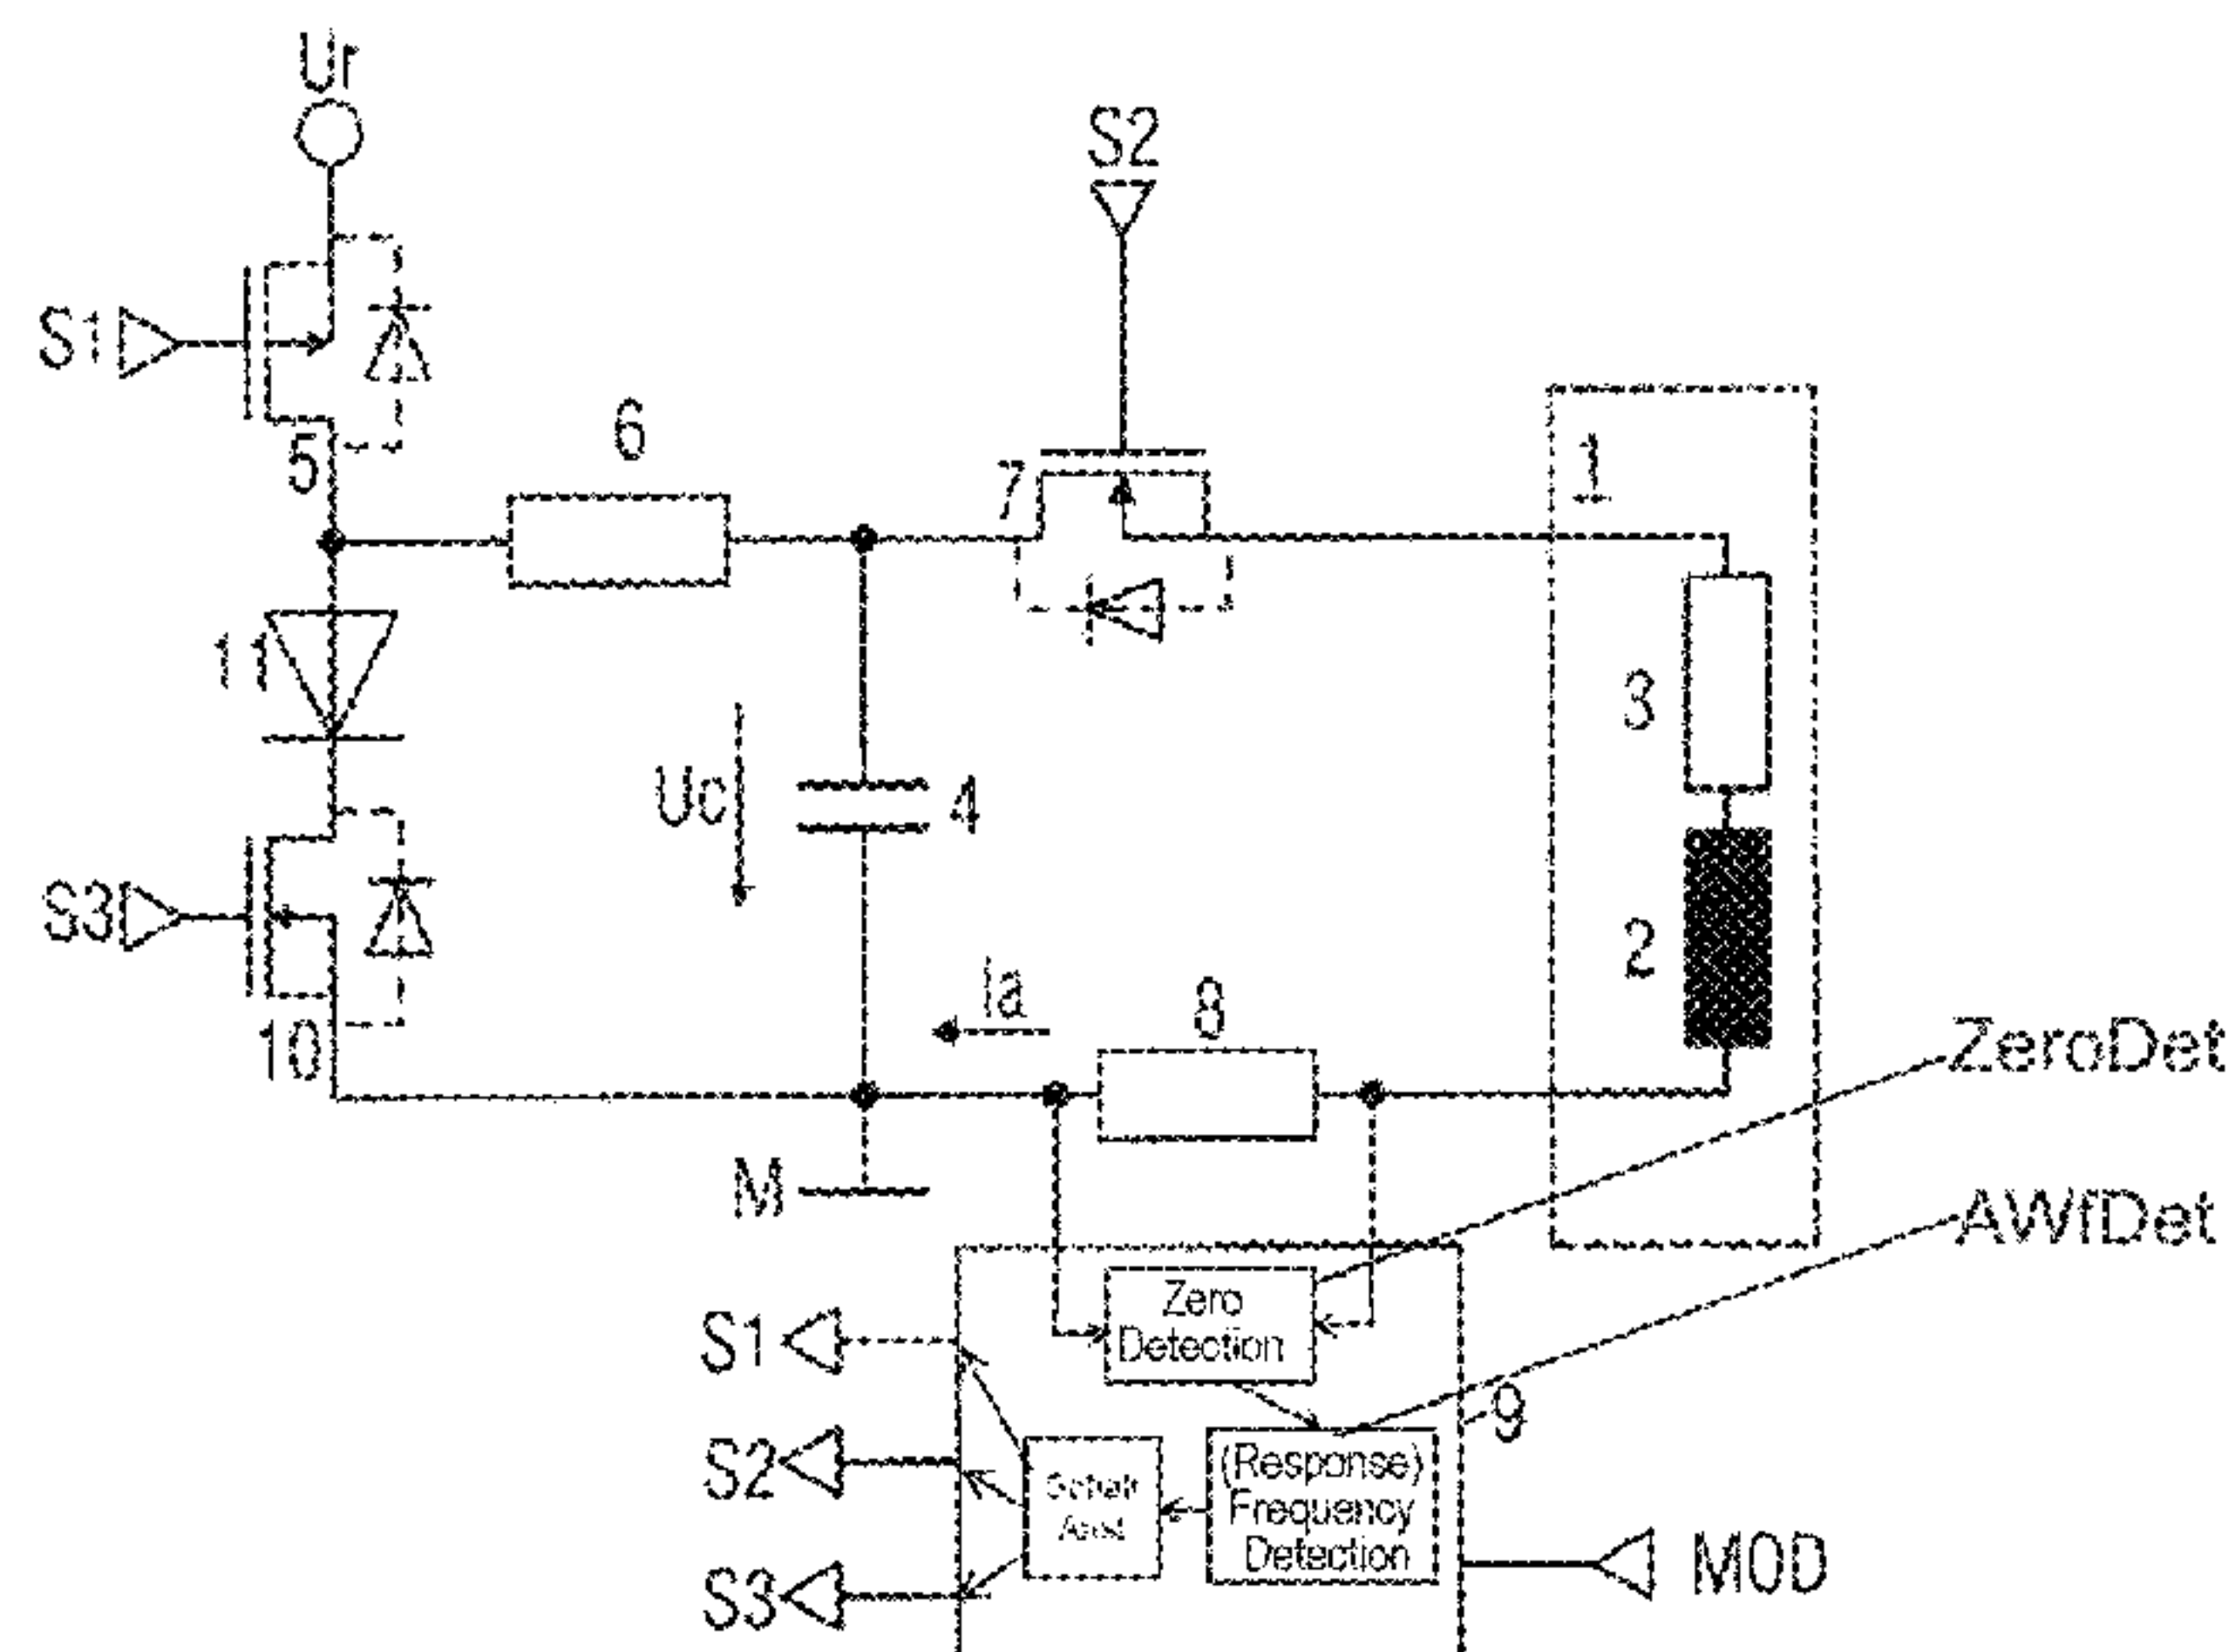 Ur
S2
S1
5
6
7
1
11
3
Uc
4
S3
2
Ia
8
10
ZeroDet
M
AWfDet
Zero
Detection
S1
9
(Response)
Frequency
Detection
S2
MOD
S3